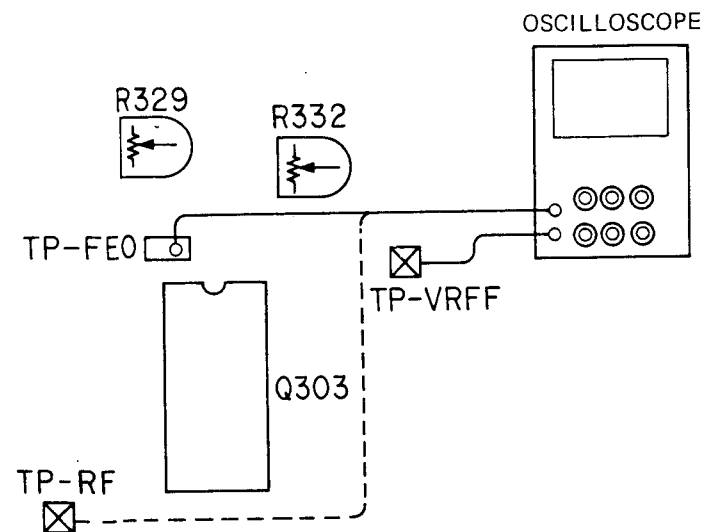 OSCILLOSCOPE
R329
R332
TP-FEO
TP-VRFF
Q303
TP-RF